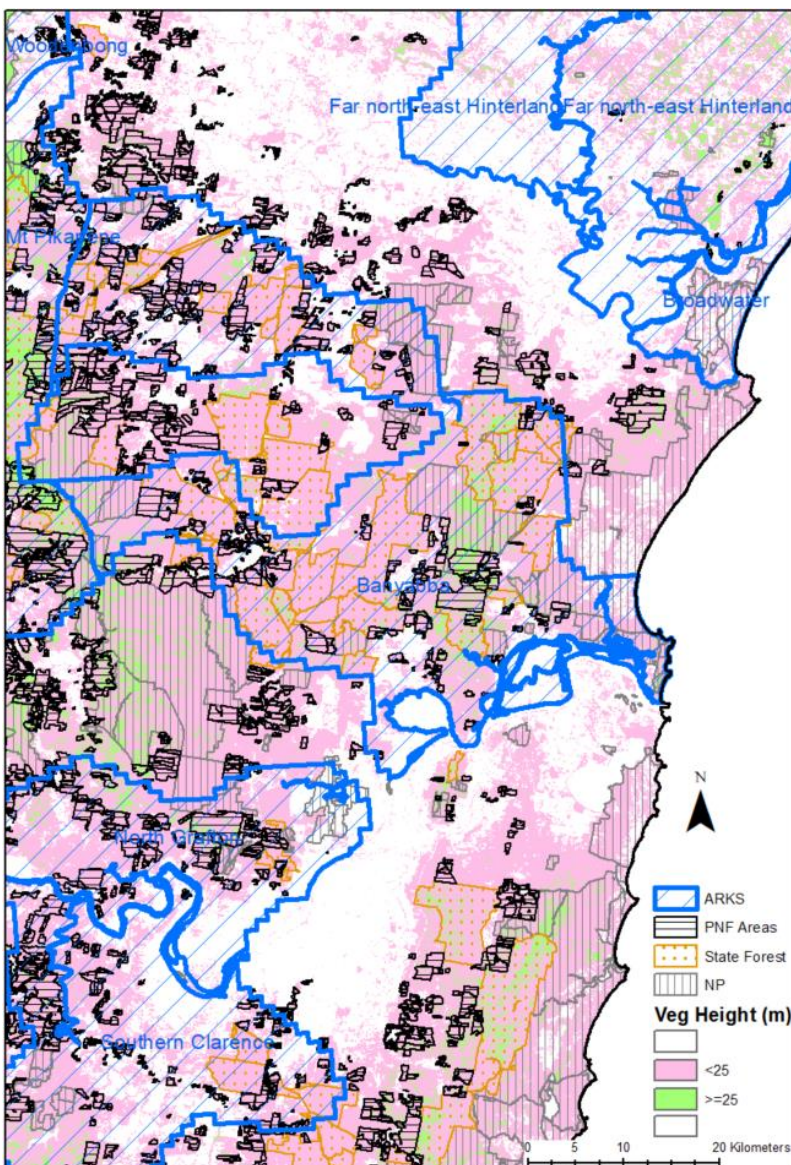 Woodenbong
Far north-east Hinterland
Far north-east Hinterland
Mt Pikapene
Broadwater
Banyabba
North Grafton
Southern Clarence
N
ARKS
PNF Areas
State Forest
NP
Veg Height (m)
<25
>=25
0 5 10 20 Kilometers